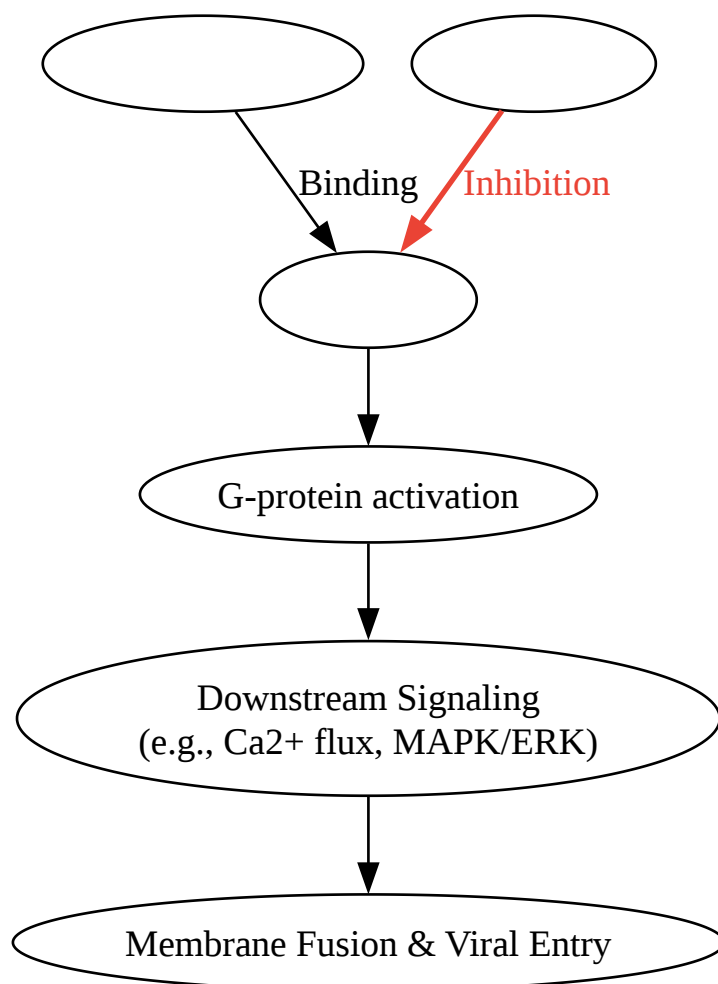 Binding
Inhibition
G-protein activation
Downstream Signaling
(e.g., Ca2+ flux, MAPK/ERK)
Membrane Fusion & Viral Entry